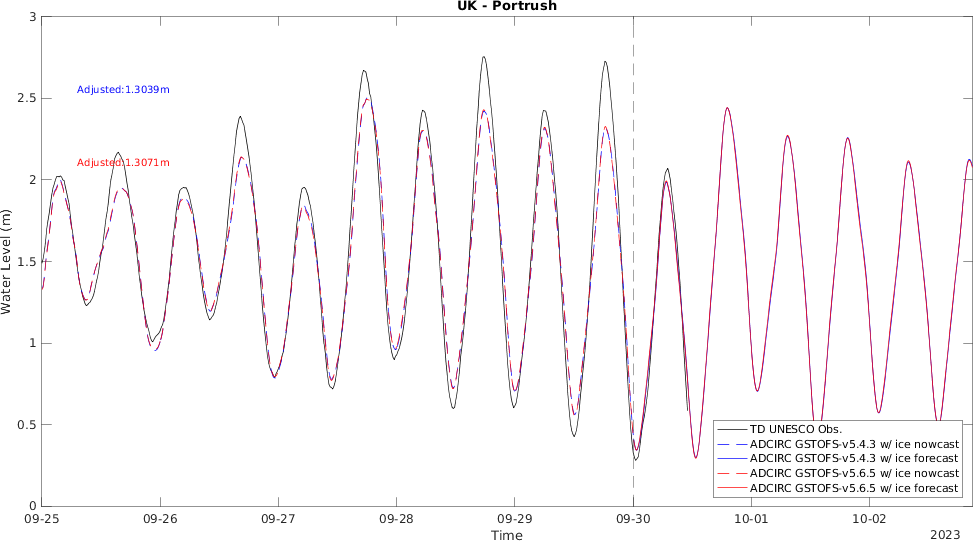 UK - Portrush
3
2.5
2
1.5
1
0.5
0
Water Level (m)
Adjusted:1.3039m
Adjusted:1.3071m
TD UNESCO Obs.
ADCIRC GSTOFS-v5.4.3 w/ ice nowcast
ADCIRC GSTOFS-v5.4.3 w/ ice forecast
ADCIRC GSTOFS-v5.6.5 w/ ice nowcast
ADCIRC GSTOFS-v5.6.5 w/ ice forecast
09-25 09-26 09-27 09-28 09-29 09-30 10-01 10-02
Time
2023